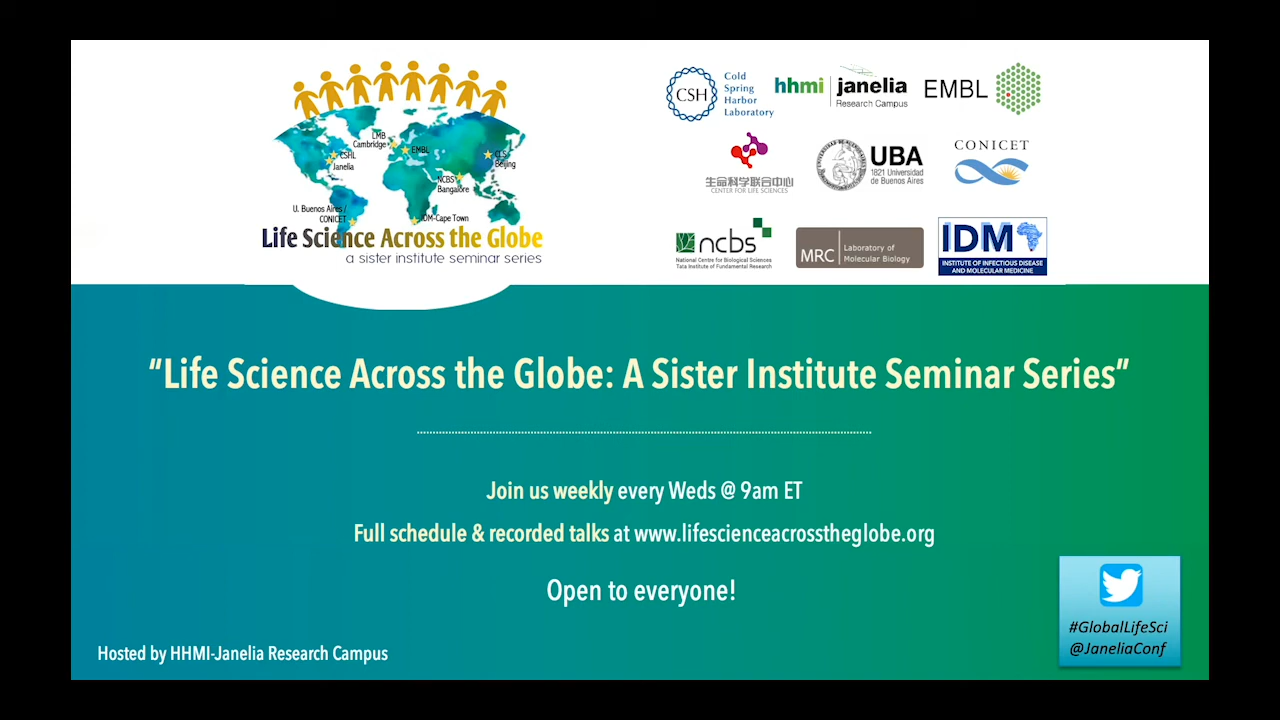 LMB
Cambridge
EMBL
CSHL
Janelia
CLS
Beijing
NCBS
Bangalore
U. Buenos Aires /
CONICET
IDM-Cape Town
Life Science Across the Globe
a sister institute seminar series
CSH
Cold
Spring
Harbor
Laboratory
hhmi | janelia
Research Campus
EMBL
生命科学联合中心
CENTER FOR LIFE SCIENCES
UBA
1821 Universidad
de Buenos Aires
CONICET
ncbs
National Centre for Biological Sciences
Tata Institute of Fundamental Research
MRC
Laboratory of
Molecular Biology
IDM
INSTITUTE OF INFECTIOUS DISEASE
AND MOLECULAR MEDICINE
“Life Science Across the Globe: A Sister Institute Seminar Series”
Join us weekly every Weds @ 9am ET
Full schedule & recorded talks at www.lifescienceacrosstheglobe.org
Open to everyone!
#GlobalLifeSci
@JaneliaConf
Hosted by HHMI-Janelia Research Campus